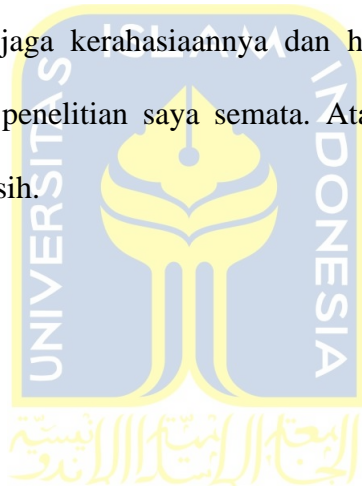 jaga kerahasiaannya dan h
penelitian saya semata. Ata
sih.
ISLAM
UNIVERSITAS
INDONESIA